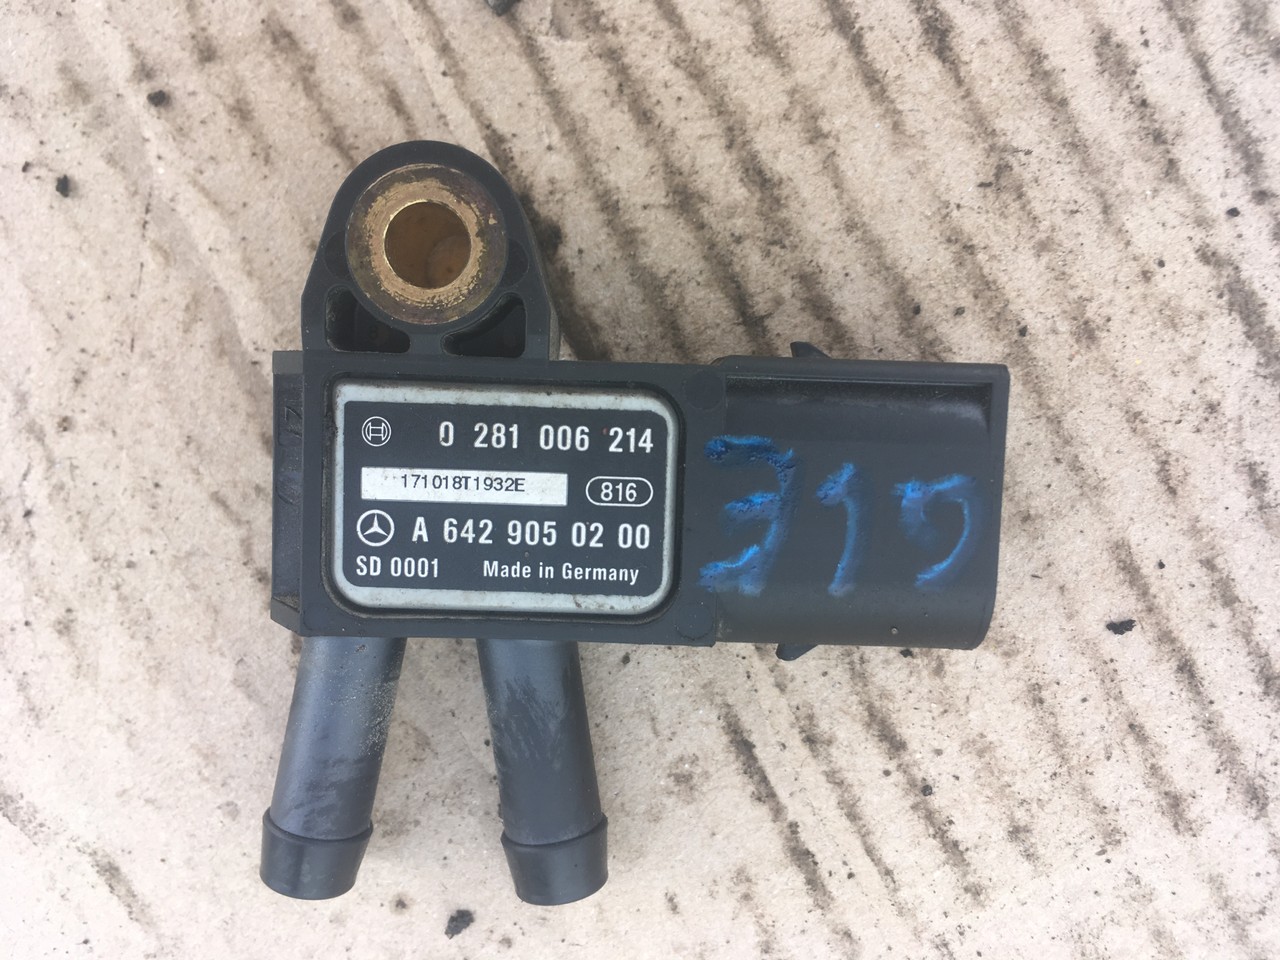 0 281 006 214
171018T1932E
816
A 642 905 02 00
SD 0001 Made in Germany